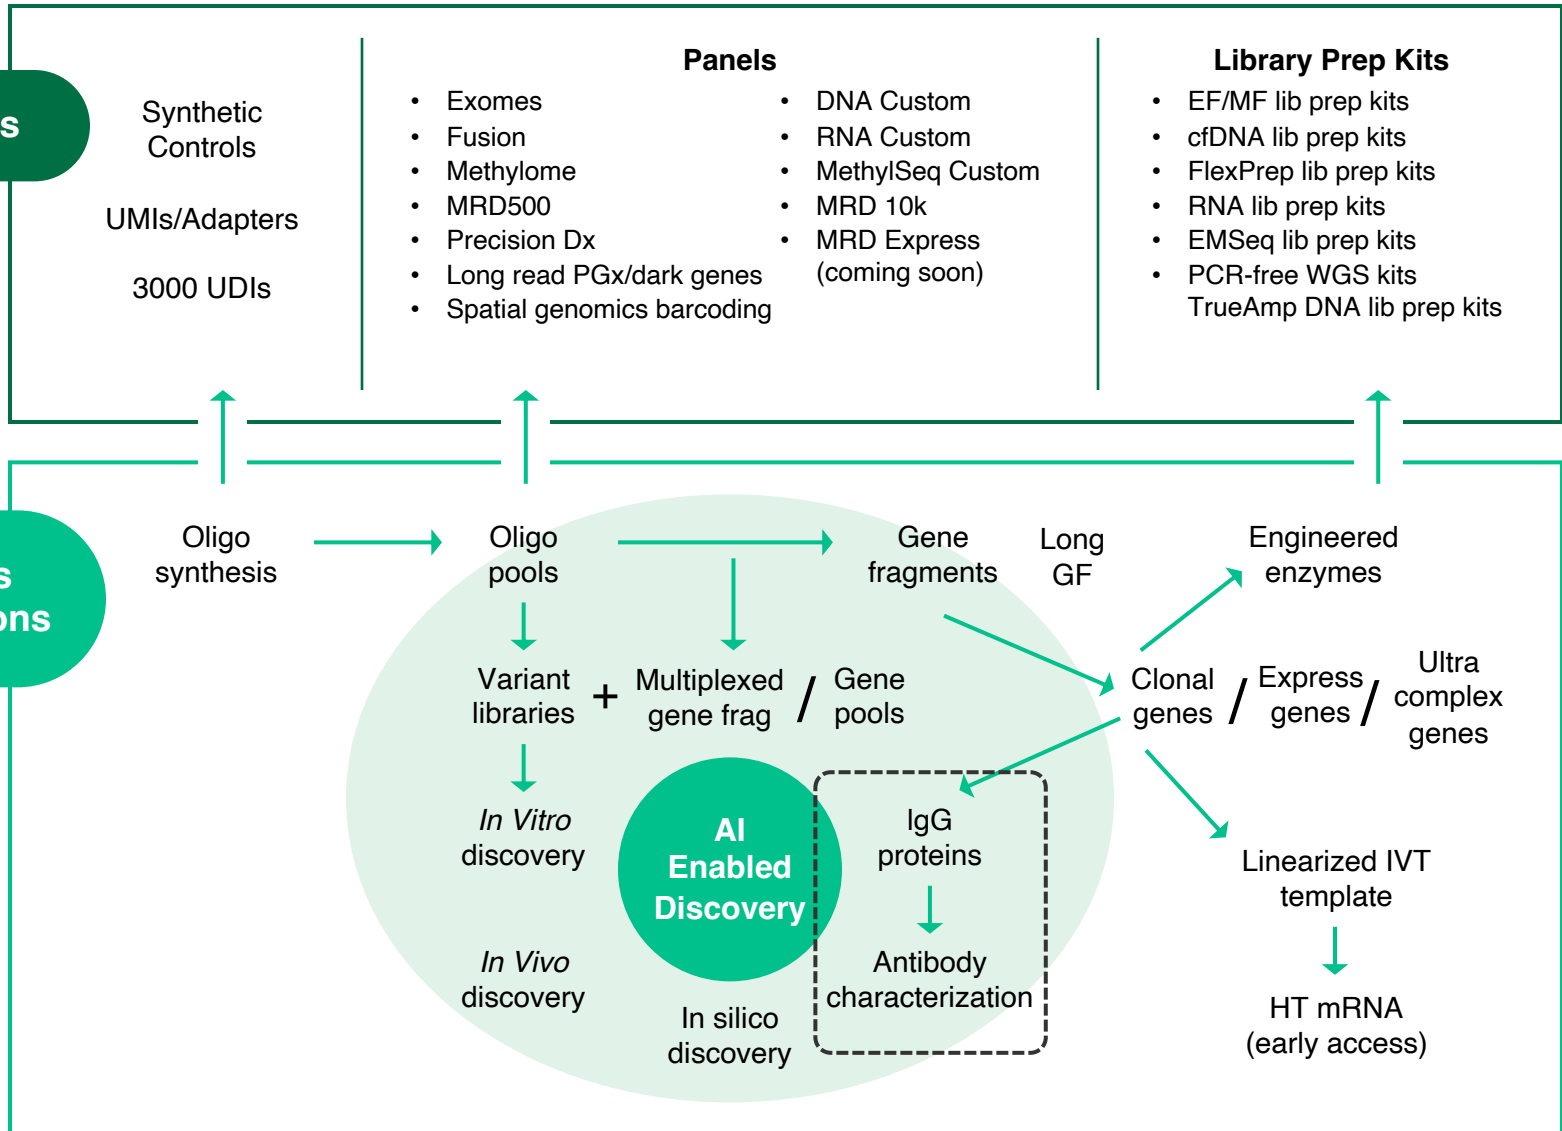 s
Synthetic
Controls
UMIs/Adapters
3000 UDIs
Panels
• Exomes
• Fusion
• Methylome
• MRD500
• Precision Dx
• Long read PGx/dark genes
• Spatial genomics barcoding
• DNA Custom
• RNA Custom
• MethylSeq Custom
• MRD 10k
• MRD Express
(coming soon)
Library Prep Kits
• EF/MF lib prep kits
• cfDNA lib prep kits
• FlexPrep lib prep kits
• RNA lib prep kits
• EMSeq lib prep kits
• PCR-free WGS kits
TrueAmp DNA lib prep kits
s
ons
Oligo
synthesis
Oligo
pools
Gene
fragments
Long
GF
Engineered
enzymes
Variant
libraries
+
Multiplexed
gene frag
/
Gene
pools
Clonal
genes
/
Express
genes
/
Ultra
complex
genes
In Vitro
discovery
AI
Enabled
Discovery
IgG
proteins
Linearized IVT
template
In Vivo
discovery
In silico
discovery
Antibody
characterization
HT mRNA
(early access)